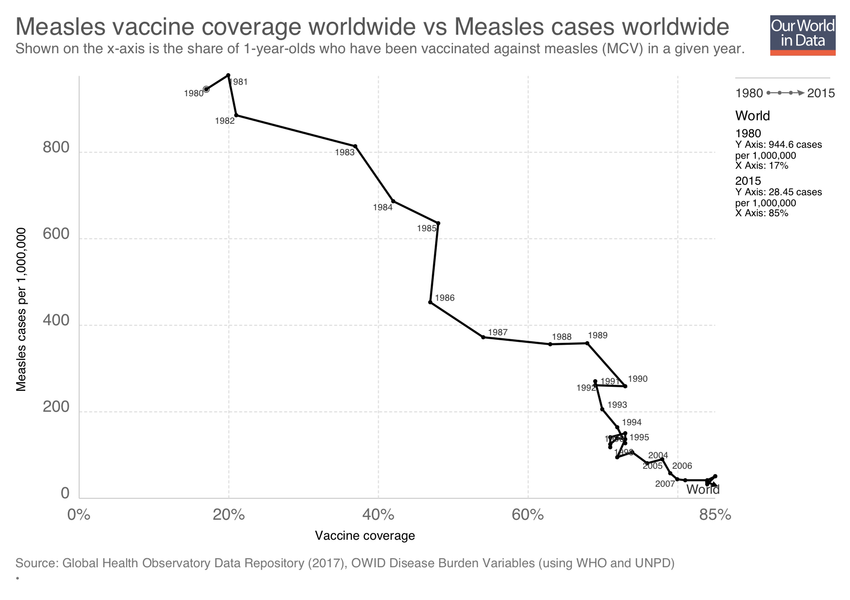 Measles vaccine coverage worldwide vs Measles cases worldwide
Shown on the x-axis is the share of 1-year-olds who have been vaccinated against measles (MCV) in a given year.
Our World
in Data
1980
2015
World
1980
Y Axis: 944.6 cases
per 1,000,000
X Axis: 17%
2015
Y Axis: 28.45 cases
per 1,000,000
X Axis: 85%
Measles cases per 1,000,000
800
600
400
200
0
1980
1981
1982
1983
1984
1985
1986
1987
1988
1989
1990
1991
1992
1993
1994
1995
2004
2005
2006
2007
World
0%
20%
40%
60%
85%
Vaccine coverage
Source: Global Health Observatory Data Repository (2017), OWID Disease Burden Variables (using WHO and UNPD)